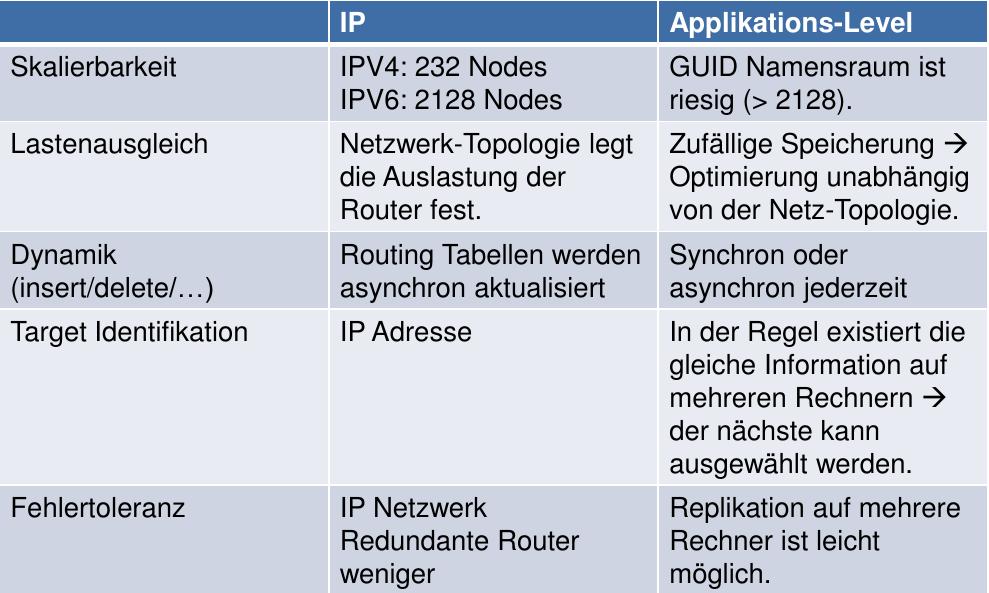 IP
Applikations-Level
Skalierbarkeit
IPV4: 232 Nodes
IPV6: 2128 Nodes
GUID Namensraum ist
riesig (> 2128).
Lastenausgleich
Netzwerk-Topologie legt
die Auslastung der
Router fest.
Zufällige Speicherung →
Optimierung unabhängig
von der Netz-Topologie.
Dynamik
(insert/delete/…)
Routing Tabellen werden
asynchron aktualisiert
Synchron oder
asynchron jederzeit
Target Identifikation
IP Adresse
In der Regel existiert die
gleiche Information auf
mehreren Rechnern →
der nächste kann
ausgewählt werden.
Fehlertoleranz
IP Netzwerk
Redundante Router
weniger
Replikation auf mehrere
Rechner ist leicht
möglich.